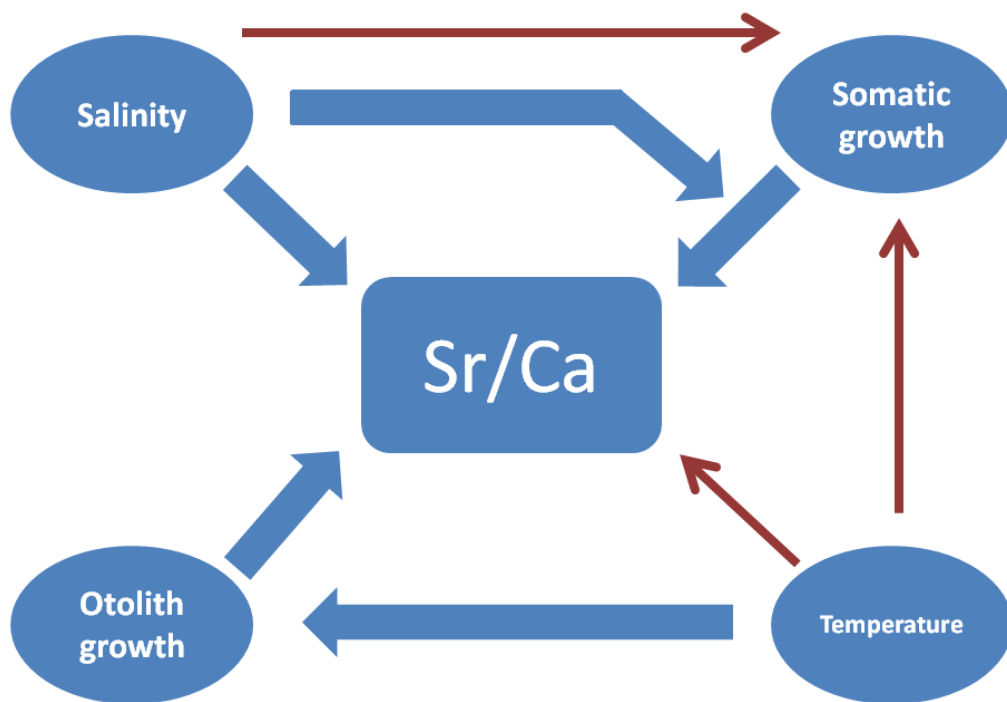 Salinity
Somatic
growth
Sr/Ca
Otolith
growth
Temperature